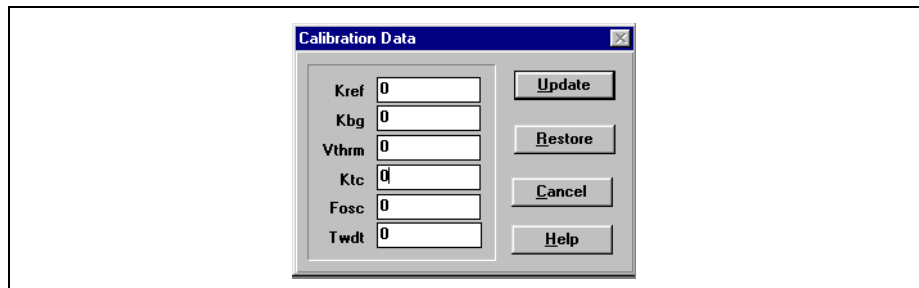 Calibration Data
Kref 0
Kbg 0
Vthrm 0
Ktc 0
Fosc 0
Twdt 0
Update
Restore
Cancel
Help